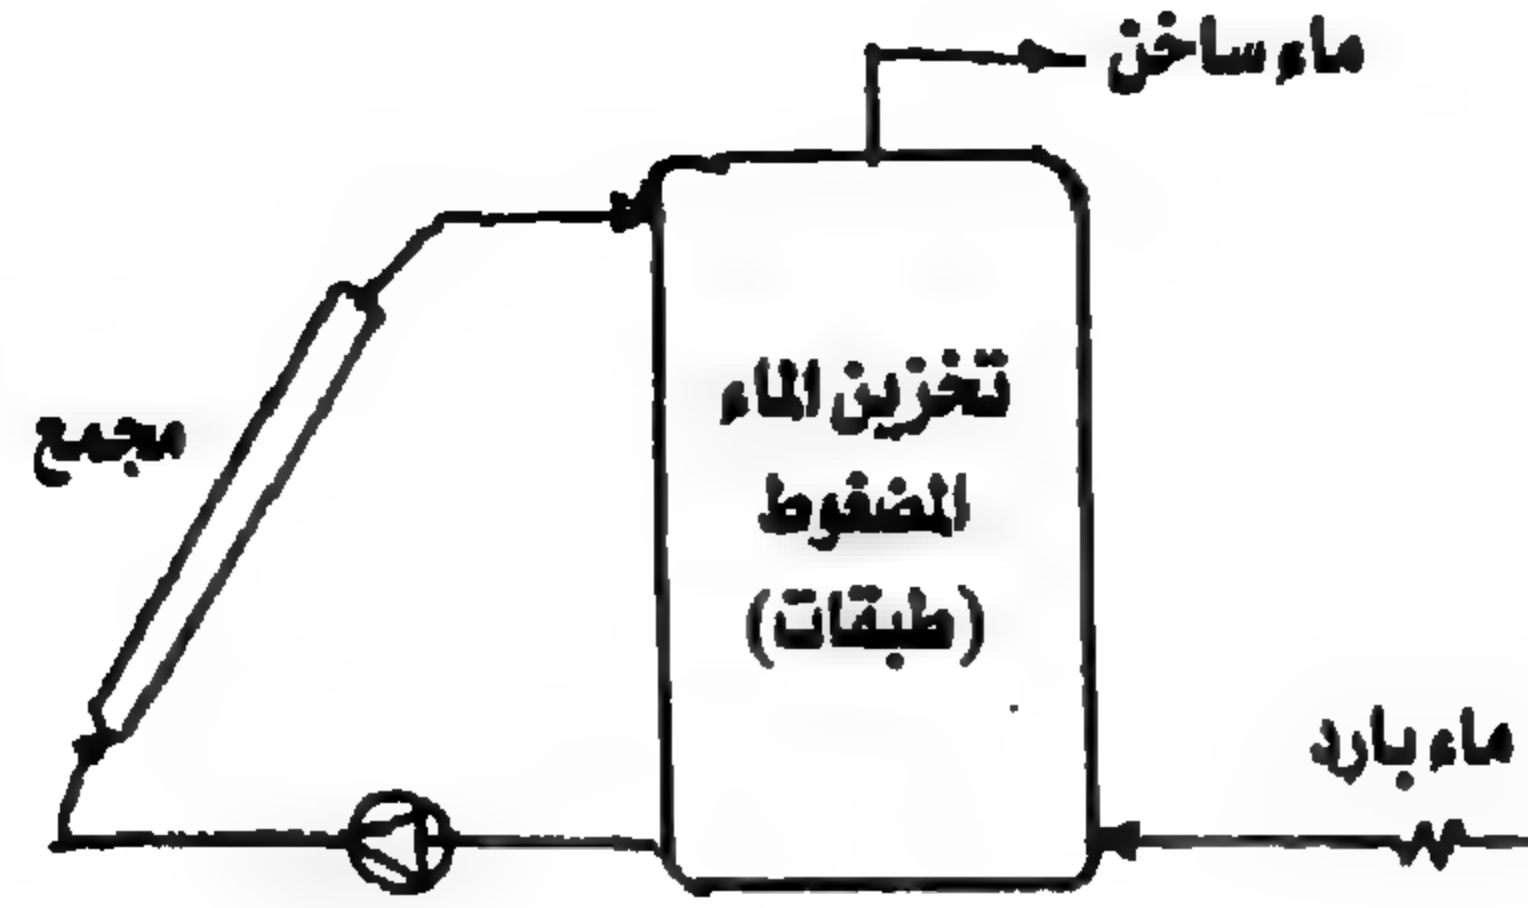 ماء ساخن
مجمع
تخزين الماء
المضغوط
(طبقات)
ماء بارد